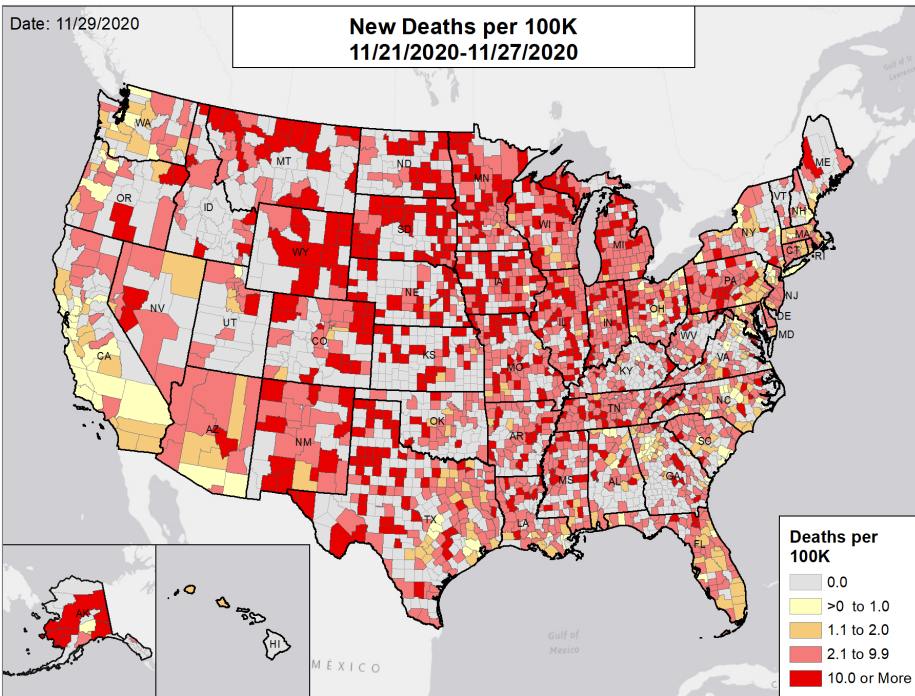 Date: 11/29/2020
New Deaths per 100K
11/21/2020-11/27/2020
Gulf of St
Lawrence
WA
MT
ND
MN
ME
OR
ID
WY
SD
WI
MI
VT
NH
NY
MA
CT
RI
NV
UT
CO
NE
IA
IL
IN
OH
PA
NJ
DE
MD
CA
KS
MO
KY
WV
VA
AZ
NM
OK
AR
TN
NC
SC
TX
LA
MS
AL
GA
FL
AK
HI
MÉXICO
Gulf of
Mexico
Deaths per
100K
0.0
>0 to 1.0
1.1 to 2.0
2.1 to 9.9
10.0 or More